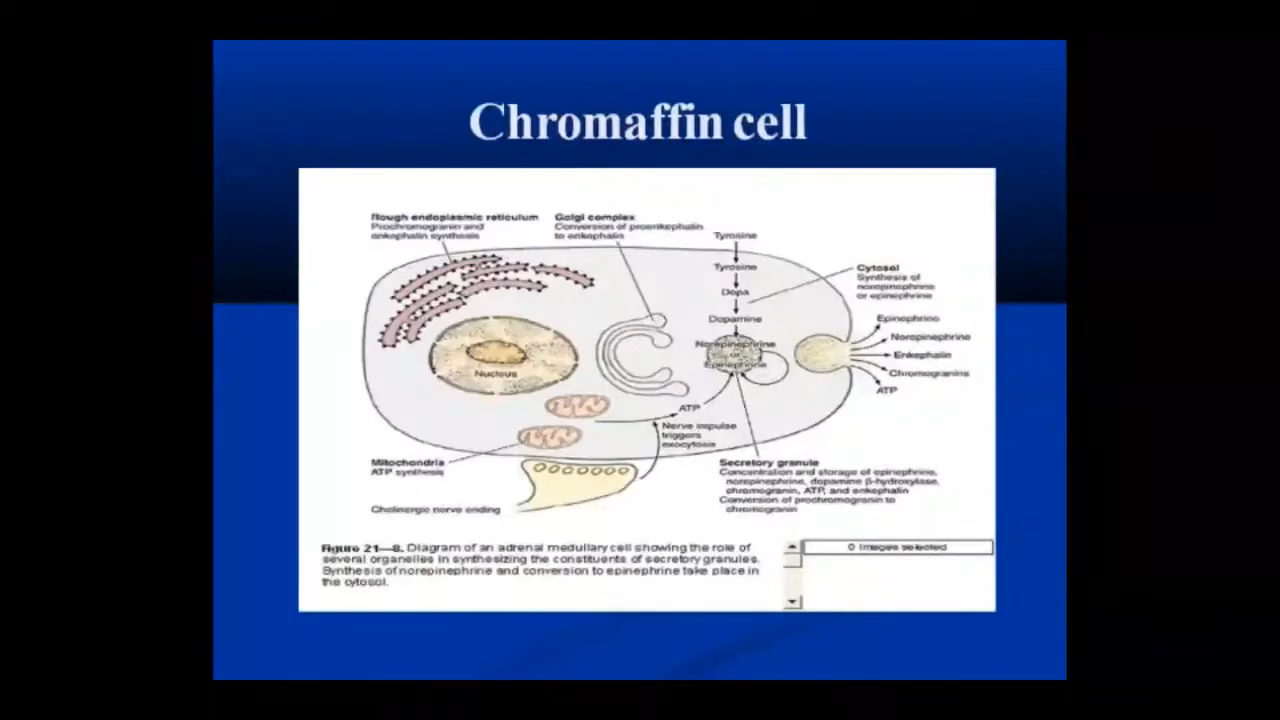 Chromaffin cell
Rough endoplasmic reticulum
Prochromogranin and
enkephalin synthesis
Golgi complex
Conversion of proenkephalin
to enkephalin
Tyrosine
Tyrosine
Dopa
Dopamine
Norepinephrine
or
Epinephrine
Cytosol
Synthesis of
norepinephrine
or epinephrine
Epinephrine
Norepinephrine
Enkephalin
Chromogranins
ATP
Nucleus
ATP
Nerve impulse
triggers
exocytosis
Mitochondria
ATP synthesis
Cholinergic nerve ending
Secretory granule
Concentration and storage of epinephrine,
norepinephrine, dopamine β-hydroxylase,
chromogranin, ATP, and enkephalin
Conversion of prochromogranin to
chromogranin
Figure 21—8. Diagram of an adrenal medullary cell showing the role of
several organelles in synthesizing the constituents of secretory granules.
Synthesis of norepinephrine and conversion to epinephrine take place in
the cytosol.
0 images selected